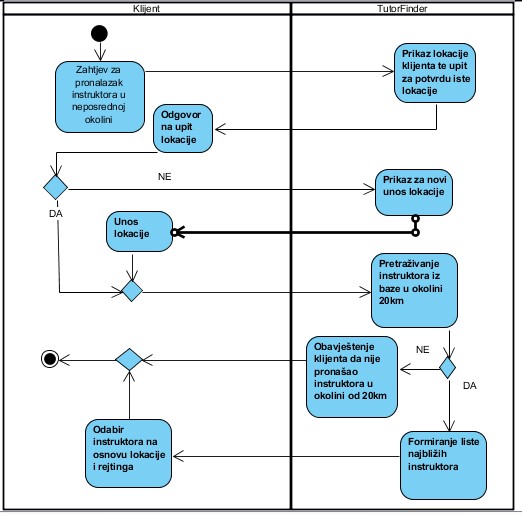 Klijent
TutorFinder
Zahtjev za
pronalazak
instruktora u
neposrednoj
okolini
Prikaz lokacije
klijenta te upit
za potvrdu iste
lokacije
Odgovor
na upit
lokacije
NE
Prikaz za novi
unos lokacije
DA
Unos
lokacije
Pretraživanje
instruktora iz
baze u okolini
20km
Obavještenje
klijenta da nije
pronašao
instruktora u
okolini od 20km
NE
DA
Odabir
instruktora na
osnovu lokacije
i rejtinga
Formiranje liste
najbližih
instruktora